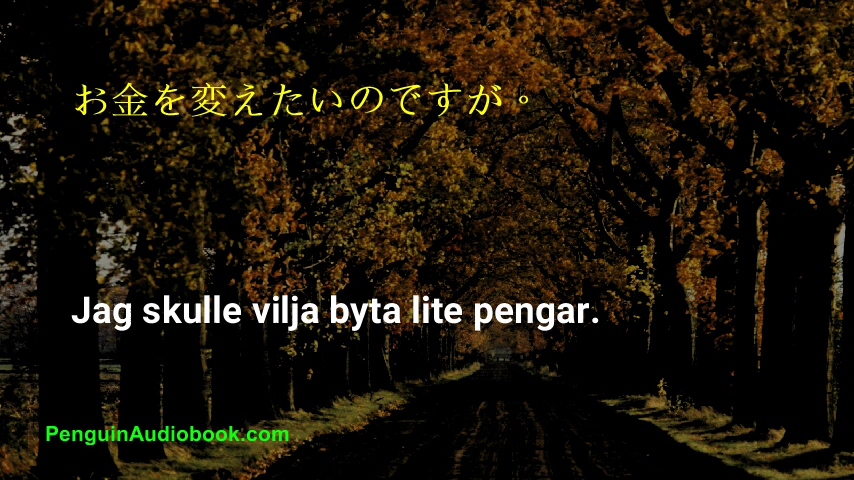 お金を変えたいのですが。
Jag skulle vilja byta lite pengar.
PenguinAudiobook.com